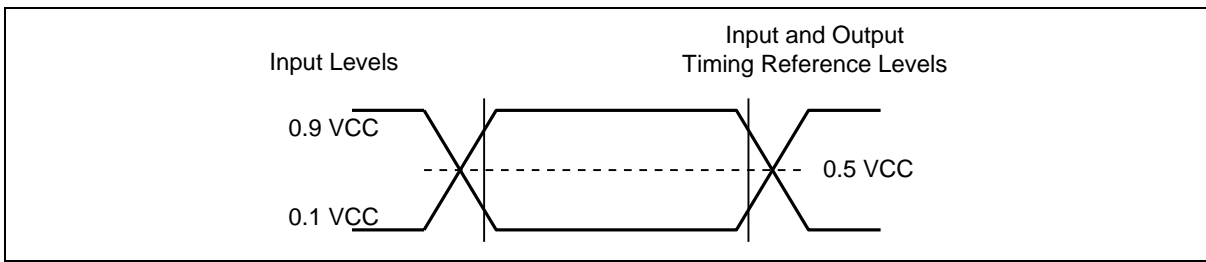 Input Levels
Input and Output
Timing Reference Levels
0.9 VCC
0.5 VCC
0.1 VCC